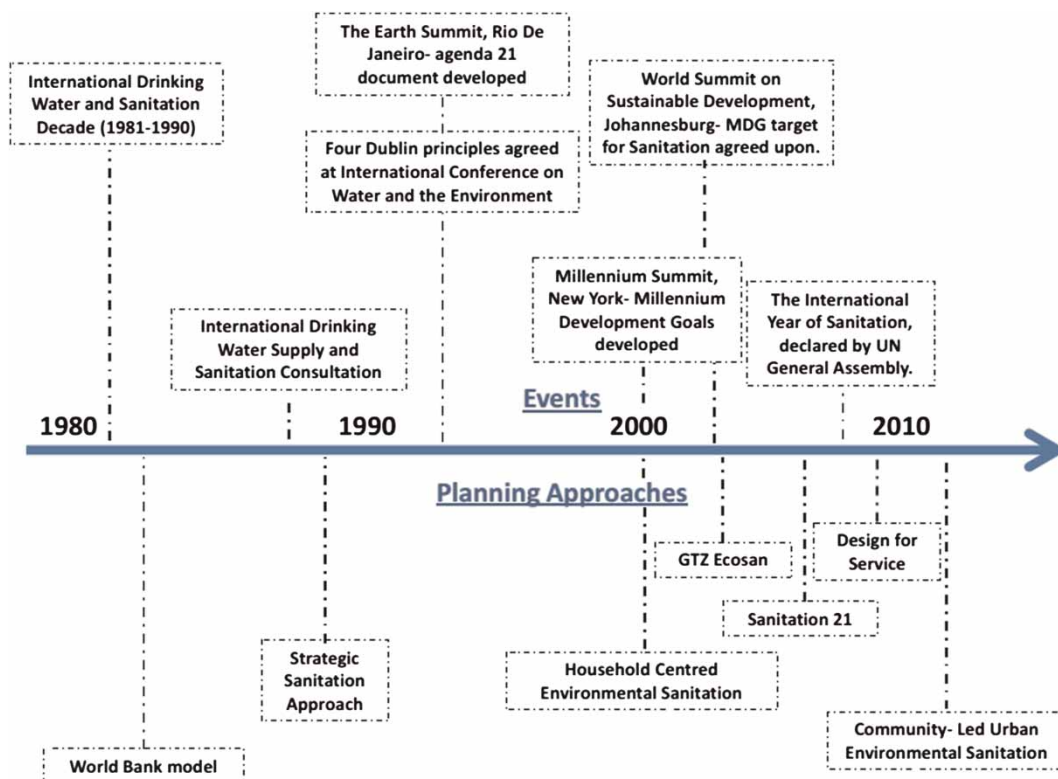 The Earth Summit, Rio De
Janeiro- agenda 21
document developed
International Drinking
Water and Sanitation
Decade (1981-1990)
World Summit on
Sustainable Development,
Johannesburg- MDG target
for Sanitation agreed upon.
Four Dublin principles agreed
at International Conference on
Water and the Environment
Millennium Summit,
New York- Millennium
Development Goals
developed
The International
Year of Sanitation,
declared by UN
General Assembly.
International Drinking
Water Supply and
Sanitation Consultation
Events
1980
1990
2000
2010
Planning Approaches
GTZ Ecosan
Design for
Service
Sanitation 21
Strategic
Sanitation
Approach
Household Centred
Environmental Sanitation
Community- Led Urban
Environmental Sanitation
World Bank model